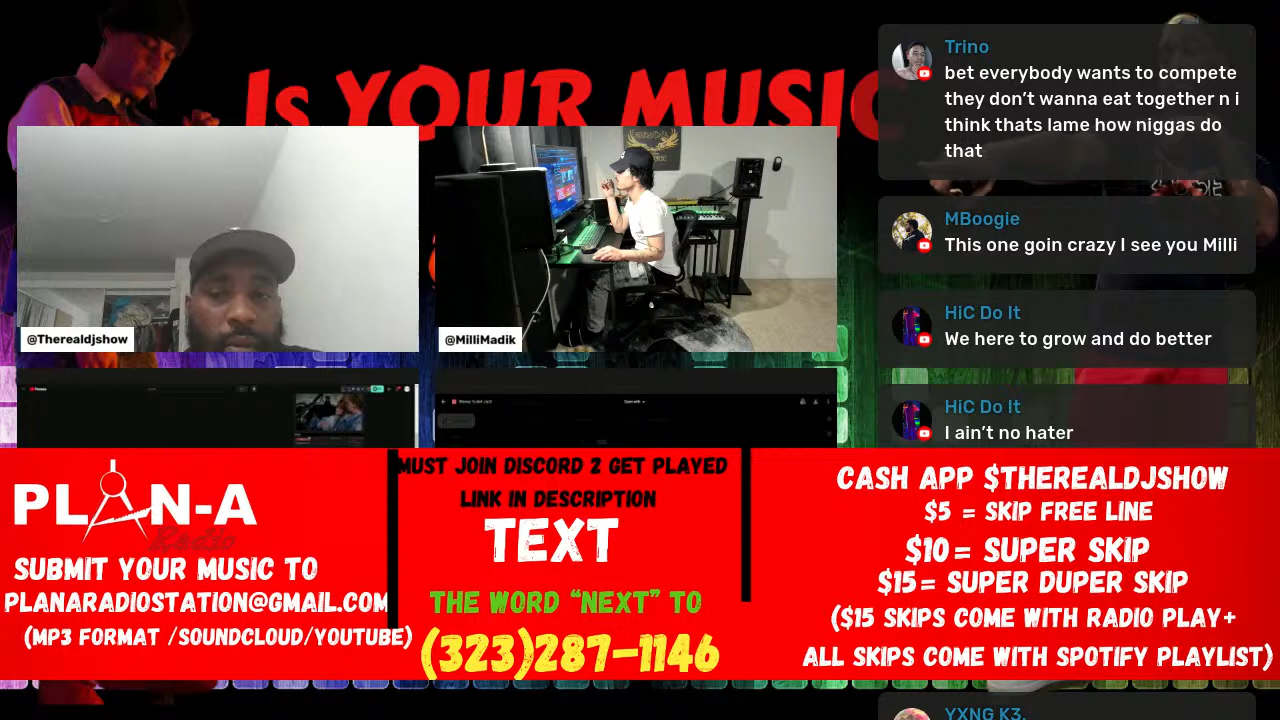 Is YOUR MUSIC
Trino
bet everybody wants to compete
they don't wanna eat together n i
think thats lame how niggas do
that
MBoogie
This one goin crazy I see you Milli
HiC Do It
We here to grow and do better
HiC Do It
I ain't no hater
@Therealdjshow
@MilliMadik
PLAN-A
Radio
SUBMIT YOUR MUSIC TO
PLANARADIOSTATION@GMAIL.COM
(MP3 FORMAT /SOUNDCLOUD/YOUTUBE)
MUST JOIN DISCORD 2 GET PLAYED
LINK IN DESCRIPTION
TEXT
THE WORD “NEXT” TO
(323)287-1146
CASH APP $THEREALDJSHOW
$5 = SKIP FREE LINE
$10= SUPER SKIP
$15= SUPER DUPER SKIP
($15 SKIPS COME WITH RADIO PLAY+
ALL SKIPS COME WITH SPOTIFY PLAYLIST)
YXNG K3.